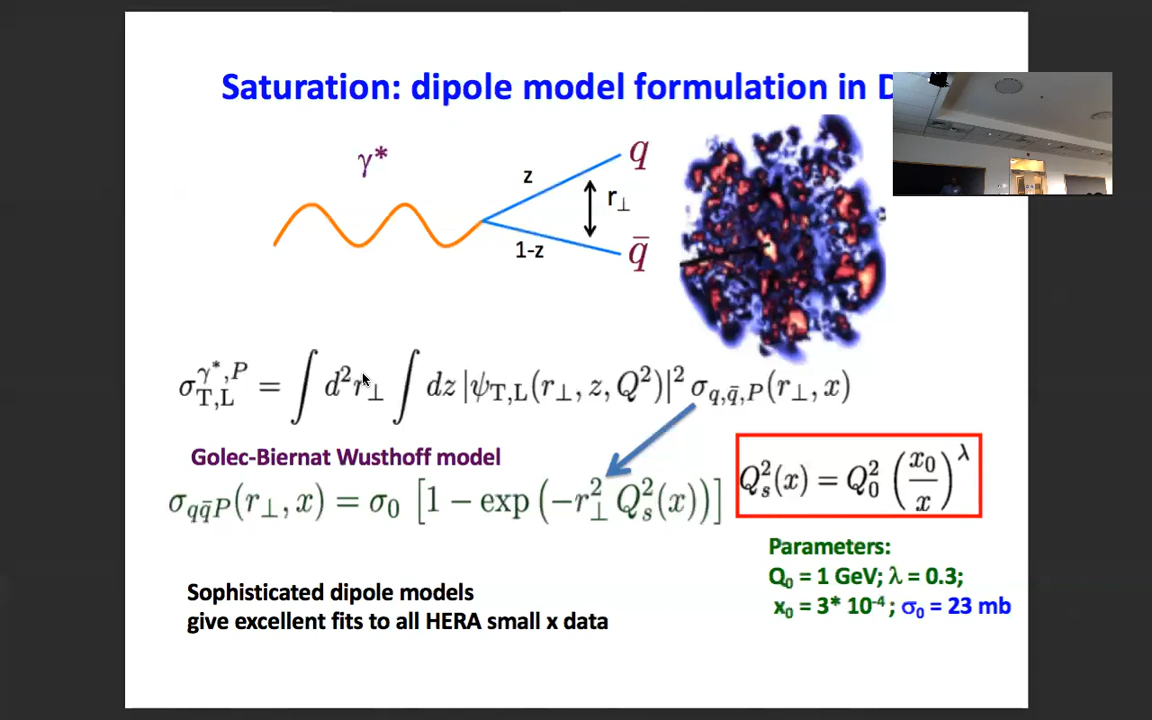 Saturation: dipole model formulation in
γ*
q
z
r⊥
1-z
q̄
σ_{T,L}^{γ*,P} = ∫ d²r⊥ ∫ dz |ψ_{T,L}(r⊥, z, Q²)|² σ_{q,q̄,P}(r⊥, x)
Golec-Biernat Wusthoff model
σ_{qq̄P}(r⊥, x) = σ₀ [1 − exp (−r⊥² Q_s²(x))]
Q_s²(x) = Q₀² (x₀/x)^λ
Parameters:
Q₀ = 1 GeV; λ = 0.3;
x₀ = 3* 10⁻⁴ ; σ₀ = 23 mb
Sophisticated dipole models
give excellent fits to all HERA small x data